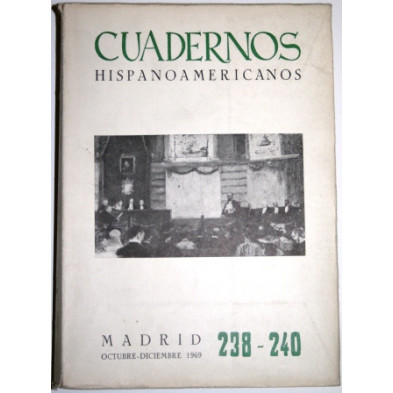 CUADERNOS
HISPANOAMERICANOS
MADRID 238-240
OCTUBRE-DICIEMBRE 1969